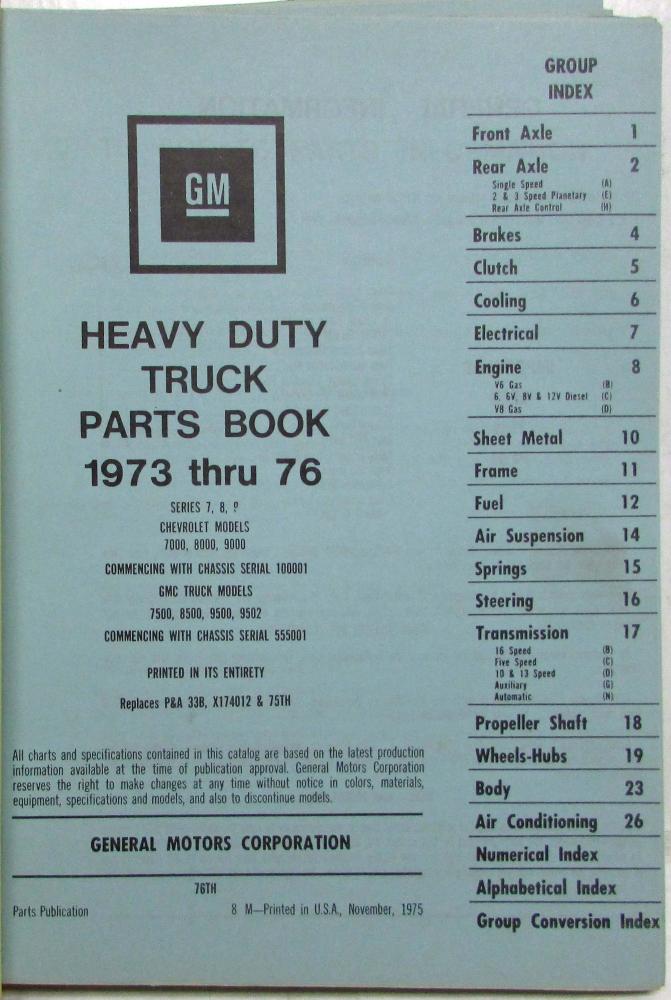 GM
HEAVY DUTY
TRUCK
PARTS BOOK
1973 thru 76
SERIES 7, 8, 9
CHEVROLET MODELS
7000, 8000, 9000
COMMENCING WITH CHASSIS SERIAL 100001
GMC TRUCK MODELS
7500, 8500, 9500, 9502
COMMENCING WITH CHASSIS SERIAL 555001
PRINTED IN ITS ENTIRETY
Replaces P&A 33B, X174012 & 75TH
All charts and specifications contained in this catalog are based on the latest production
information available at the time of publication approval. General Motors Corporation
reserves the right to make changes at any time without notice in colors, materials,
equipment, specifications and models, and also to discontinue models.
GENERAL MOTORS CORPORATION
76TH
Parts Publication 8 M—Printed in U.S.A., November, 1975
GROUP
INDEX
Front Axle 1
Rear Axle 2
Single Speed (A)
2 & 3 Speed Planetary (E)
Rear Axle Control (H)
Brakes 4
Clutch 5
Cooling 6
Electrical 7
Engine 8
V6 Gas (B)
6, 6V, 8V & 12V Diesel (C)
V8 Gas (D)
Sheet Metal 10
Frame 11
Fuel 12
Air Suspension 14
Springs 15
Steering 16
Transmission 17
16 Speed (B)
Five Speed (C)
10 & 13 Speed (D)
Auxiliary (G)
Automatic (N)
Propeller Shaft 18
Wheels-Hubs 19
Body 23
Air Conditioning 26
Numerical Index
Alphabetical Index
Group Conversion Index